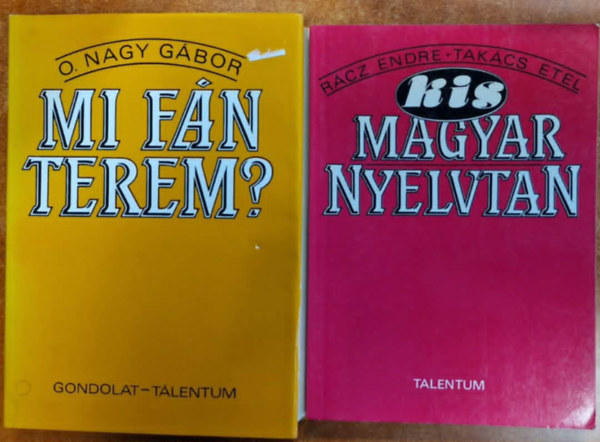 O. NAGY GÁBOR
MI FÁN
TEREM?
GONDOLAT–TALENTUM
RÁCZ ENDRE • TAKÁCS ETEL
kis
MAGYAR
NYELVTAN
TALENTUM